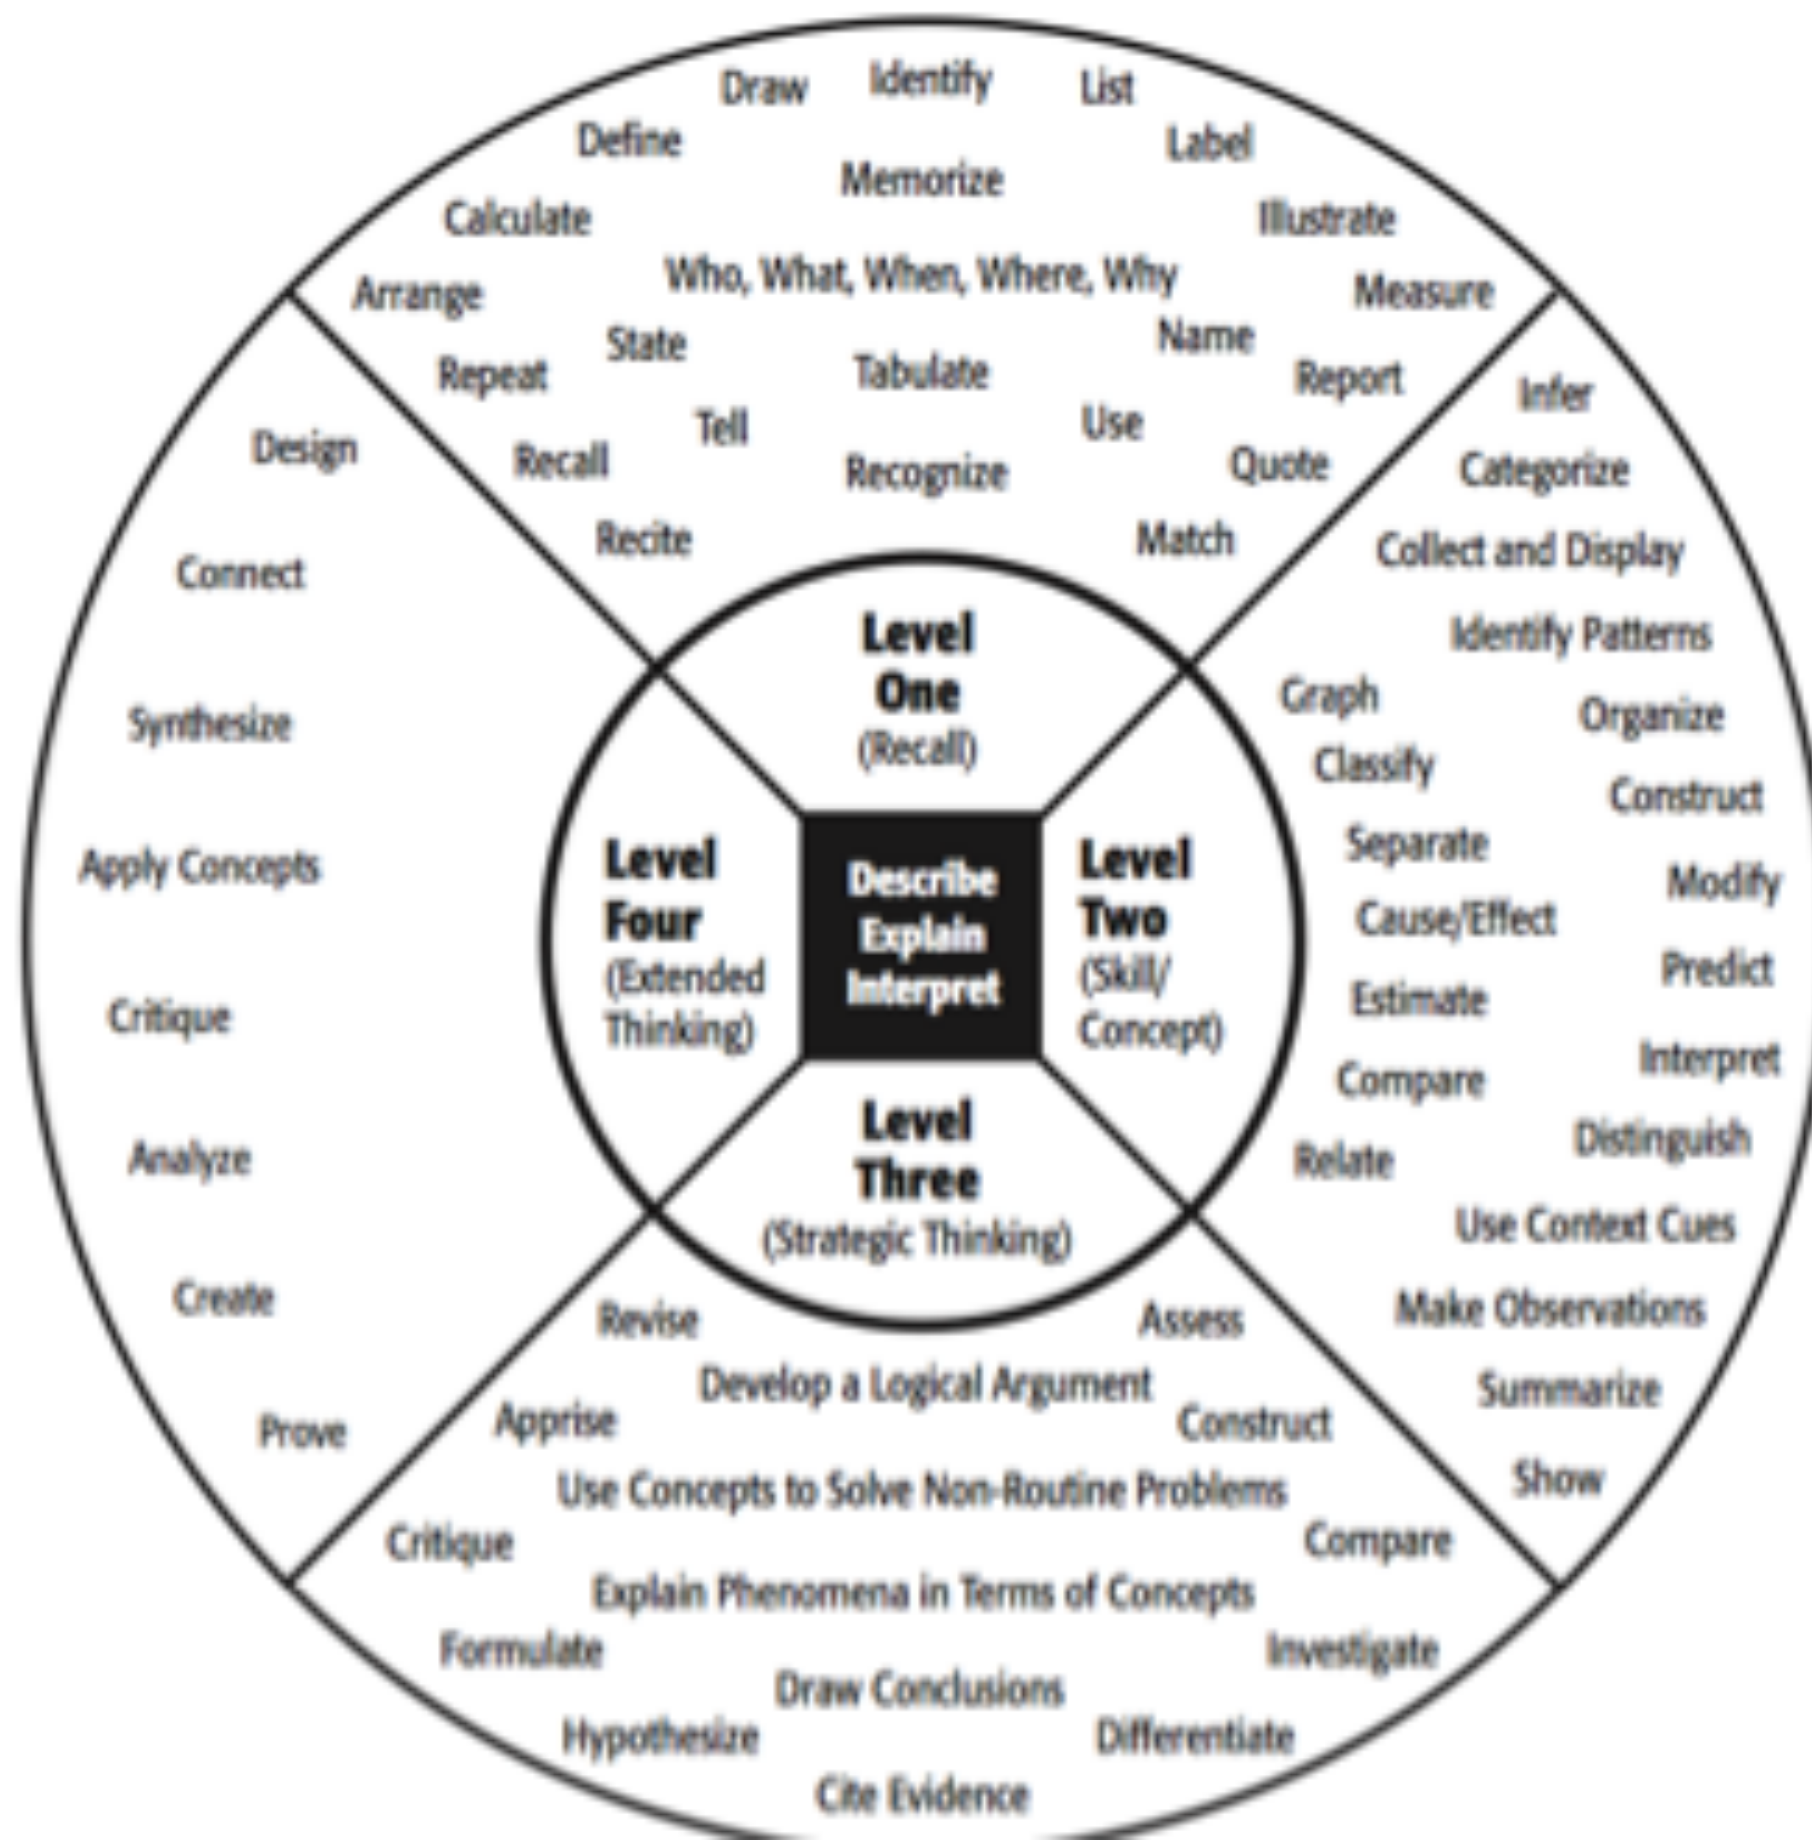 Draw Identify List
Define Label
Memorize
Calculate Illustrate
Who, What, When, Where, Why
Arrange Measure
State Name
Repeat Tabulate Report
Tell Use
Recall Recognize Quote
Recite Match
Level
One
(Recall)
Infer
Categorize
Collect and Display
Identify Patterns
Graph Organize
Classify
Construct
Separate
Modify
Cause/Effect
Predict
Estimate
Interpret
Compare
Distinguish
Relate
Use Context Cues
Make Observations
Summarize
Show
Level
Two
(Skill/
Concept)
Describe
Explain
Interpret
Level
Four
(Extended
Thinking)
Design
Connect
Synthesize
Apply Concepts
Critique
Analyze
Create
Prove
Level
Three
(Strategic Thinking)
Revise Assess
Develop a Logical Argument
Apprise Construct
Use Concepts to Solve Non-Routine Problems
Critique Compare
Explain Phenomena in Terms of Concepts
Formulate Investigate
Draw Conclusions
Hypothesize Differentiate
Cite Evidence